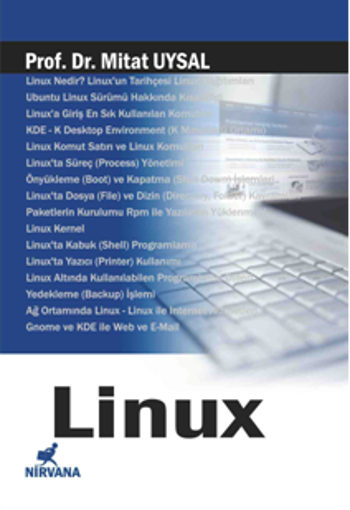 Prof. Dr. Mitat UYSAL
Linux Nedir? Linux'un Tarihçesi
Ubuntu Linux Sürümü Hakkında
Linux'a Giriş En Sık Kullanılan
KDE - K Desktop Environment (K
Linux Komut Satırı ve Linux
Linux'ta Süreç (Process) Yönetimi
Önyükleme (Boot) ve Kapatma
Linux'ta Dosya (File) ve Dizin
Paketlerin Kurulumu Rpm ile
Linux Kernel
Linux'ta Kabuk (Shell) Programlama
Linux'ta Yazıcı (Printer) Kullanımı
Linux Altında Kullanılabilen
Yedekleme (Backup) İşlemi
Ağ Ortamında Linux - Linux ile
Gnome ve KDE ile Web ve E-Mail
Linux
NİRVANA